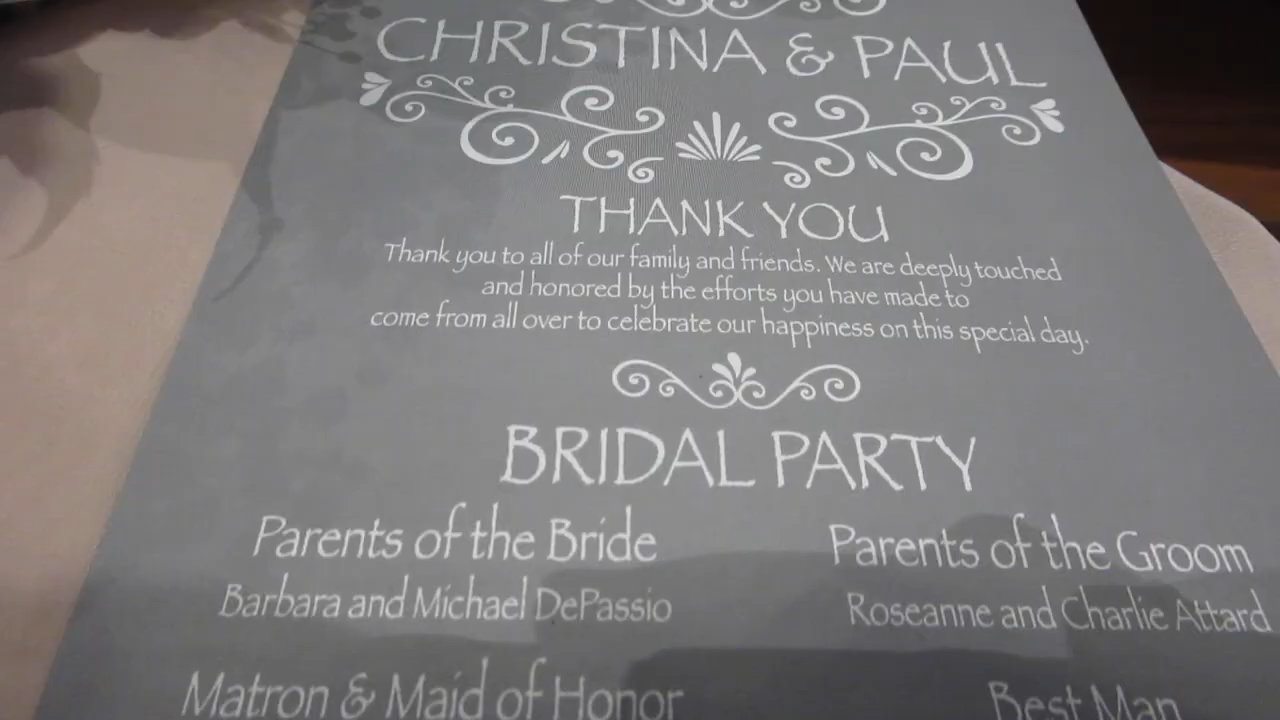 CHRISTINA & PAUL
THANK YOU
Thank you to all of our family and friends. We are deeply touched
and honored by the efforts you have made to
come from all over to celebrate our happiness on this special day.
BRIDAL PARTY
Parents of the Bride
Parents of the Groom
Barbara and Michael DePassio
Roseanne and Charlie Attard
Matron & Maid of Honor
Best Man